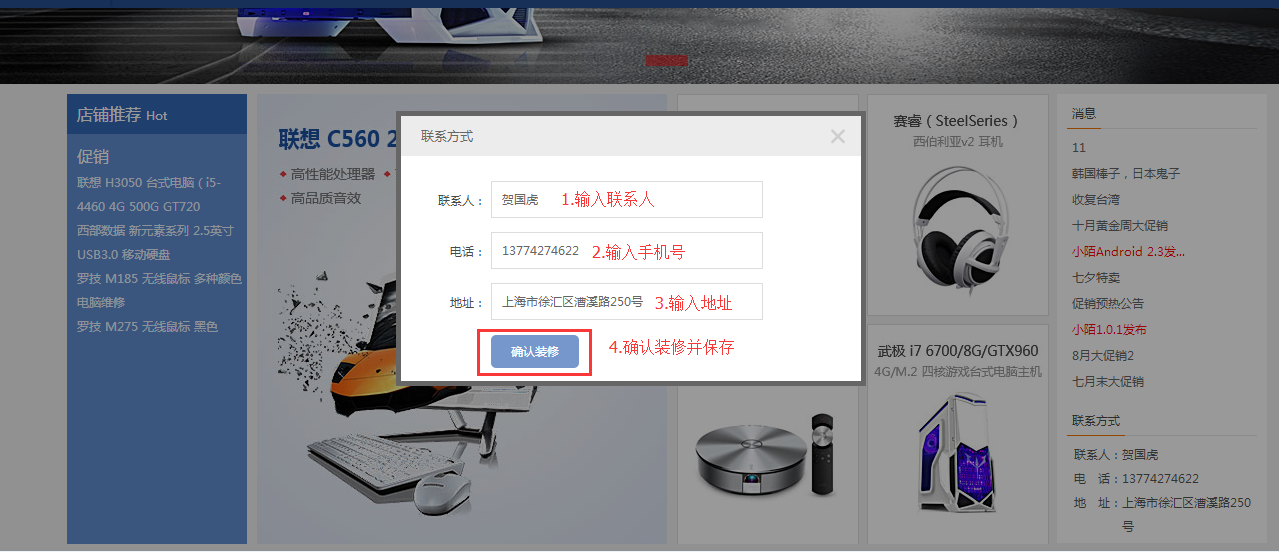 店铺推荐 Hot
促销
联想 H3050 台式电脑（i5-
4460 4G 500G GT720
西部数据 新元素系列 2.5英寸
USB3.0 移动硬盘
罗技 M185 无线鼠标 多种颜色
电脑维修
罗技 M275 无线鼠标 黑色
联想 C560 2
高性能处理器
高品质音效
联系方式
联系人： 贺国虎 1.输入联系人
电话： 13774274622 2.输入手机号
地址： 上海市徐汇区漕溪路250号 3.输入地址
确认装修 4.确认装修并保存
赛睿（SteelSeries）
西伯利亚v2 耳机
武极 i7 6700/8G/GTX960
4G/M.2 四核游戏台式电脑主机
消息
11
韩国棒子，日本鬼子
收复台湾
十月黄金周大促销
小陌Android 2.3发...
七夕特卖
促销预热公告
小陌1.0.1发布
8月大促销2
七月末大促销
联系方式
联系人：贺国虎
电 话：13774274622
地 址：上海市徐汇区漕溪路250
号